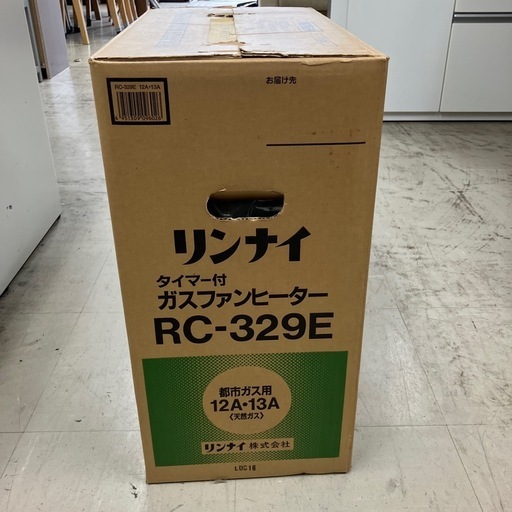 RC-329E 12A・13A
お届け先
リンナイ
タイマー付
ガスファンヒーター
RC-329E
都市ガス用
12A・13A
〈天然ガス〉
リンナイ株式会社